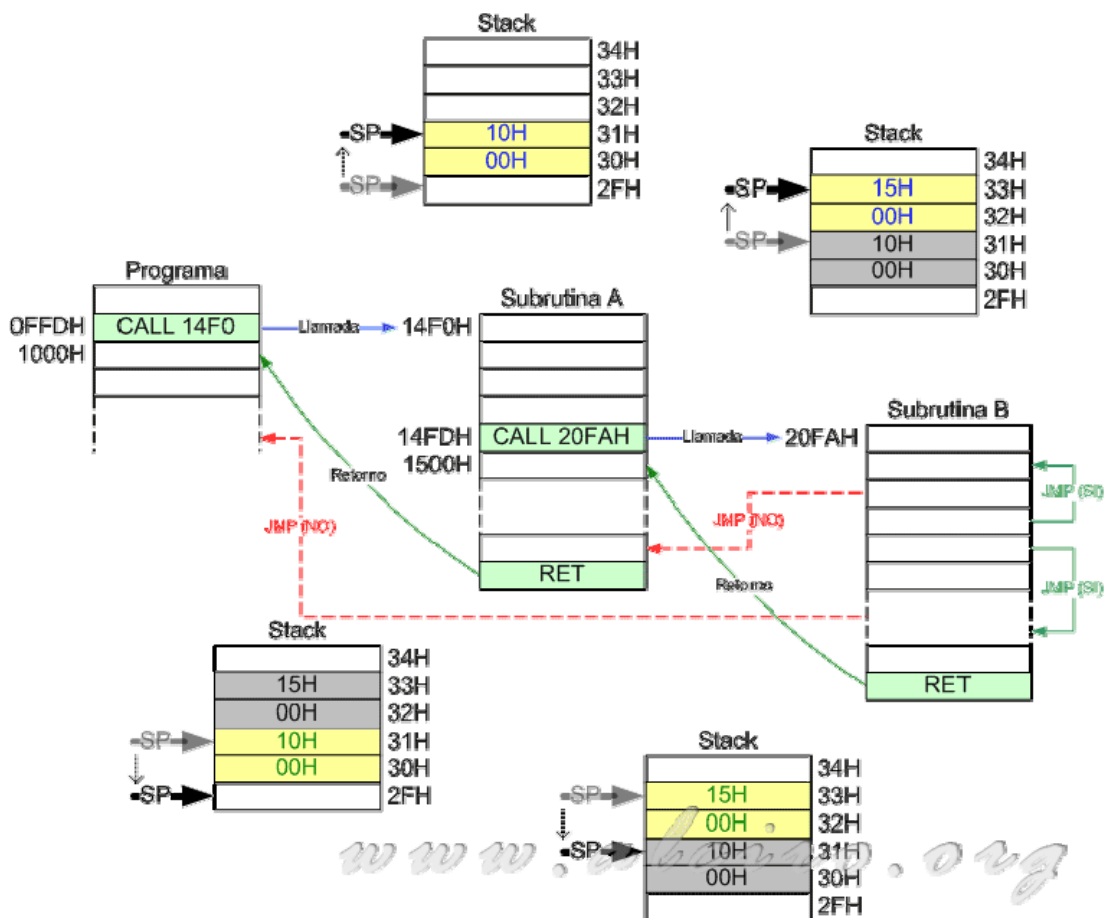 Stack
34H
33H
32H
SP 10H 31H
00H 30H
SP 2FH
Stack
34H
SP 15H 33H
00H 32H
SP 10H 31H
00H 30H
2FH
Programa
0FFDH CALL 14F0
1000H
Llamada
Subrutina A
14F0H
14FDH CALL 20FAH
1500H
RET
Llamada
Subrutina B
20FAH
RET
Retorno
JMP (NO)
JMP (NO)
Retorno
JMP (SI)
JMP (SI)
Stack
34H
15H 33H
00H 32H
SP 10H 31H
00H 30H
SP 2FH
Stack
34H
SP 15H 33H
00H 32H
SP 10H 31H
00H 30H
2FH